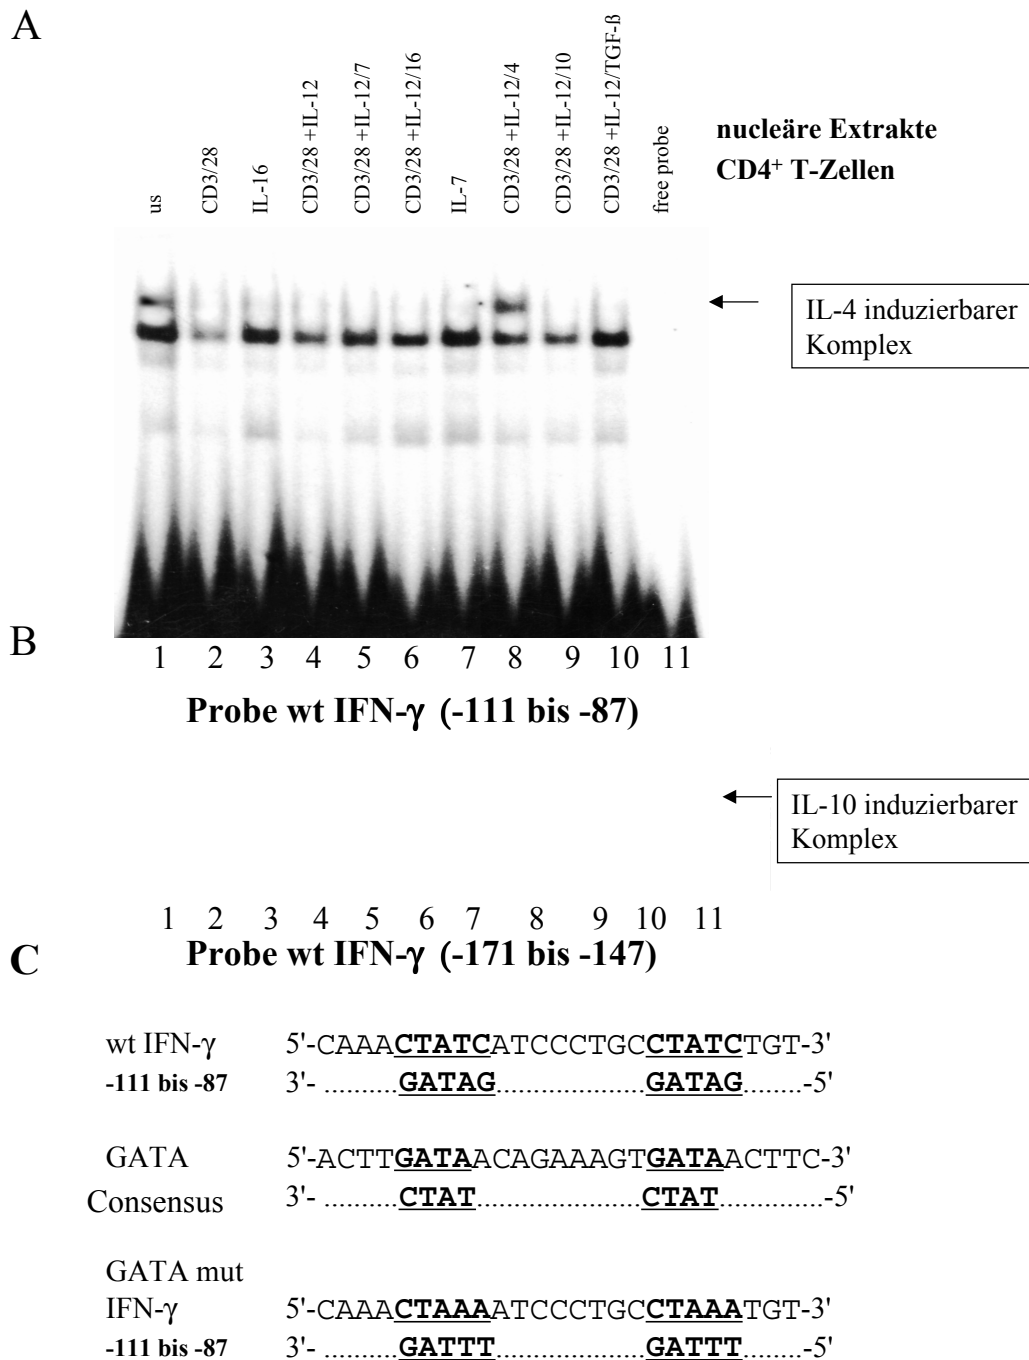 A
us
CD3/28
IL-16
CD3/28 +IL-12
CD3/28 +IL-12/7
CD3/28 +IL-12/16
IL-7
CD3/28 +IL-12/4
CD3/28 +IL-12/10
CD3/28 +IL-12/TGF-ß
free probe
nucleäre Extrakte
CD4+ T-Zellen
IL-4 induzierbarer
Komplex
B
1 2 3 4 5 6 7 8 9 10 11
Probe wt IFN-γ (-111 bis -87)
IL-10 induzierbarer
Komplex
1 2 3 4 5 6 7 8 9 10 11
Probe wt IFN-γ (-171 bis -147)
C
wt IFN-γ 5'-CAAACTATCATCCCTGCCTATCTGT-3'
-111 bis -87 3'- ..........GATAG.....................GATAG........-5'
GATA 5'-ACTTGATAACAGAAAGTGATAACTTC-3'
Consensus 3'- ..........CTAT.......................CTAT..............-5'
GATA mut
IFN-γ 5'-CAAACTAAAATCCCTGCCTAAATGT-3'
-111 bis -87 3'- ..........GATTT.....................GATTT........-5'